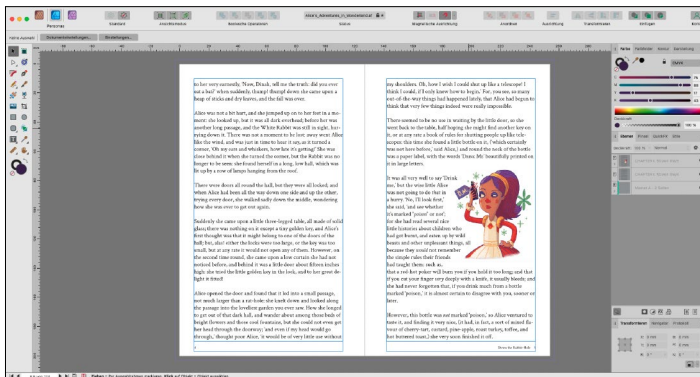 Standard
Ansichtsmodus
Boolesche Operationen
Magnetische Ausrichtung
Anordnen
Ausrichtung
Transformieren
Einfügen
Keine Auswahl
Dokumenteinstellungen...
Einstellungen...
to her very earnestly, 'Now, Dinah, tell me the truth: did you ever
eat a bat?' when suddenly, thump! thump! down she came upon a
heap of sticks and dry leaves, and the fall was over.
Alice was not a bit hurt, and she jumped up on to her feet in a mo-
ment: she looked up, but it was all dark overhead; before her was
another long passage, and the White Rabbit was still in sight, hur-
rying down it. There was not a moment to be lost: away went Alice
like the wind, and was just in time to hear it say, as it turned a
corner, 'Oh my ears and whiskers, how late it's getting!' She was
close behind it when she turned the corner, but the Rabbit was no
longer to be seen: she found herself in a long, low hall, which was
lit up by a row of lamps hanging from the roof.
There were doors all round the hall, but they were all locked; and
when Alice had been all the way down one side and up the other,
trying every door, she walked sadly down the middle, wondering
how she was ever to get out again.
Suddenly she came upon a little three-legged table, all made of solid
glass; there was nothing on it except a tiny golden key, and Alice's
first thought was that it might belong to one of the doors of the
hall; but, alas! either the locks were too large, or the key was too
small, but at any rate it would not open any of them. However, on
the second time round, she came upon a low curtain she had not
noticed before, and behind it was a little door about fifteen inches
high: she tried the little golden key in the lock, and to her great de-
light it fitted!
Alice opened the door and found that it led into a small passage,
not much larger than a rat-hole: she knelt down and looked along
the passage into the loveliest garden you ever saw. How she longed
to get out of that dark hall, and wander about among those beds of
bright flowers and those cool fountains, but she could not even get
her head through the doorway; 'and even if my head would go
through,' thought poor Alice, 'it would be of very little use without
my shoulders. Oh, how I wish I could shut up like a telescope! I
think I could, if I only knew how to begin.' For, you see, so many
out-of-the-way things had happened lately, that Alice had begun to
think that very few things indeed were really impossible.
There seemed to be no use in waiting by the little door, so she
went back to the table, half hoping she might find another key on
it, or at any rate a book of rules for shutting people up like tele-
scopes: this time she found a little bottle on it, ('which certainly
was not here before,' said Alice,) and round the neck of the bottle
was a paper label, with the words 'Drink Me' beautifully printed on
it in large letters.
It was all very well to say 'Drink
me,' but the wise little Alice
was not going to do that in
a hurry. 'No, I'll look first,'
she said, 'and see whether
it's marked "poison" or not';
for she had read several nice
little histories about children who
had got burnt, and eaten up by wild
beasts and other unpleasant things, all
because they would not remember
the simple rules their friends
had taught them: such as,
that a red-hot poker will burn you if you hold it too long; and that
if you cut your finger very deeply with a knife, it usually bleeds; and
she had never forgotten that, if you drink much from a bottle
marked 'poison,' it is almost certain to disagree with you, sooner or
later.
However, this bottle was not marked 'poison,' so Alice ventured to
taste it, and finding it very nice, (it had, in fact, a sort of mixed fla-
vour of cherry-tart, custard, pine-apple, roast turkey, toffee, and
hot buttered toast,) she very soon finished it off.
Down the Rabbit-Hole
Transformieren